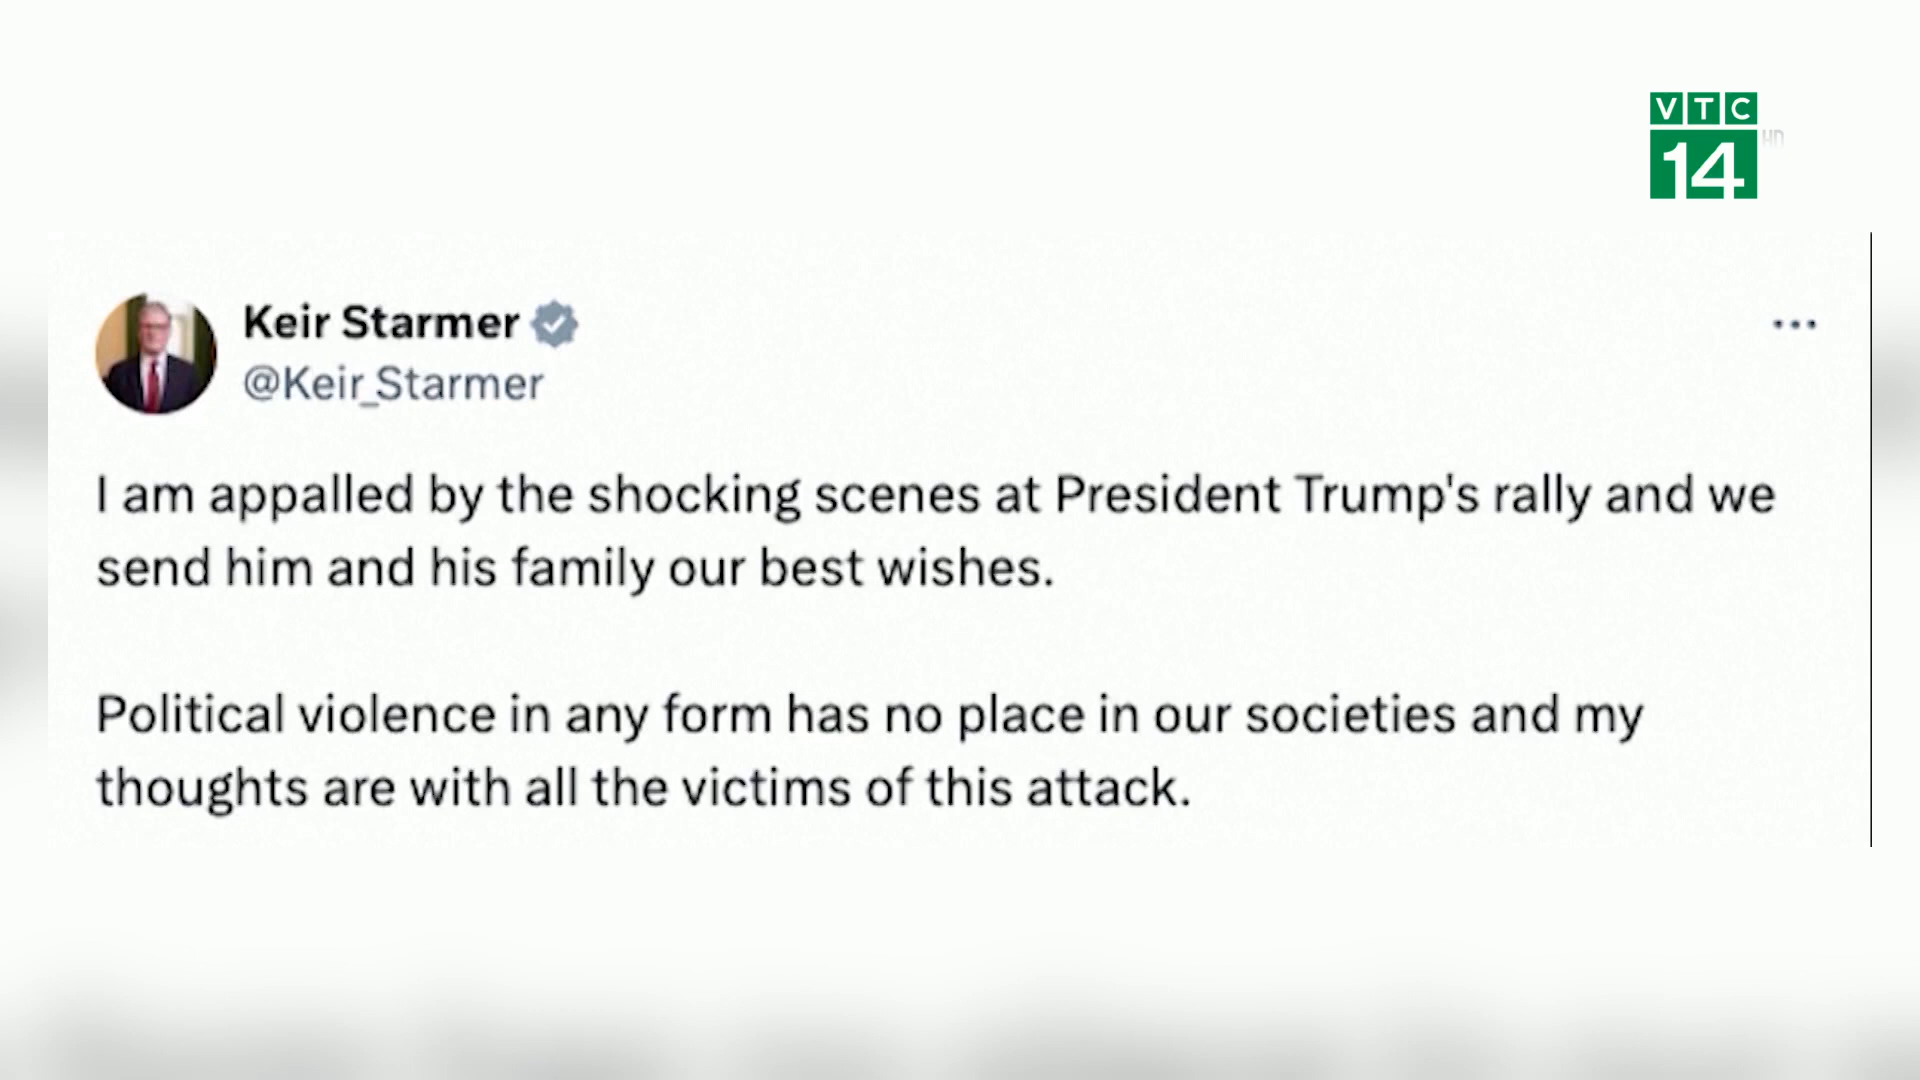 VTC
14
HD
Keir Starmer
@Keir_Starmer
I am appalled by the shocking scenes at President Trump's rally and we
send him and his family our best wishes.
Political violence in any form has no place in our societies and my
thoughts are with all the victims of this attack.